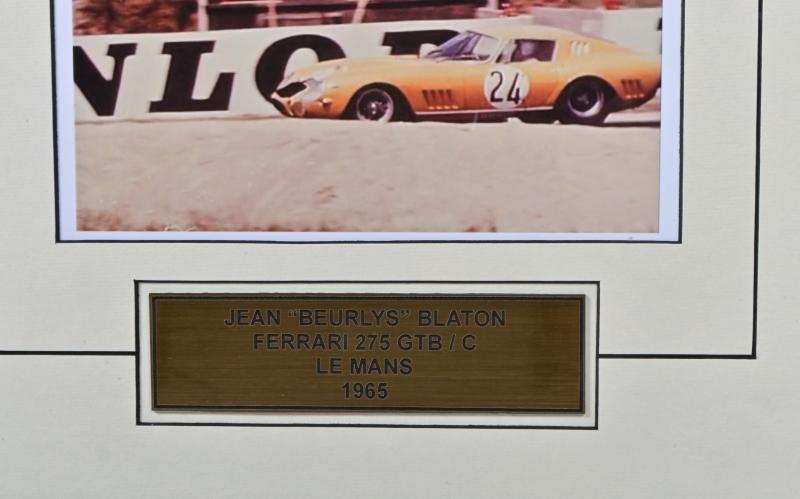 NLO
24
JEAN “BEURLYS” BLATON
FERRARI 275 GTB / C
LE MANS
1965